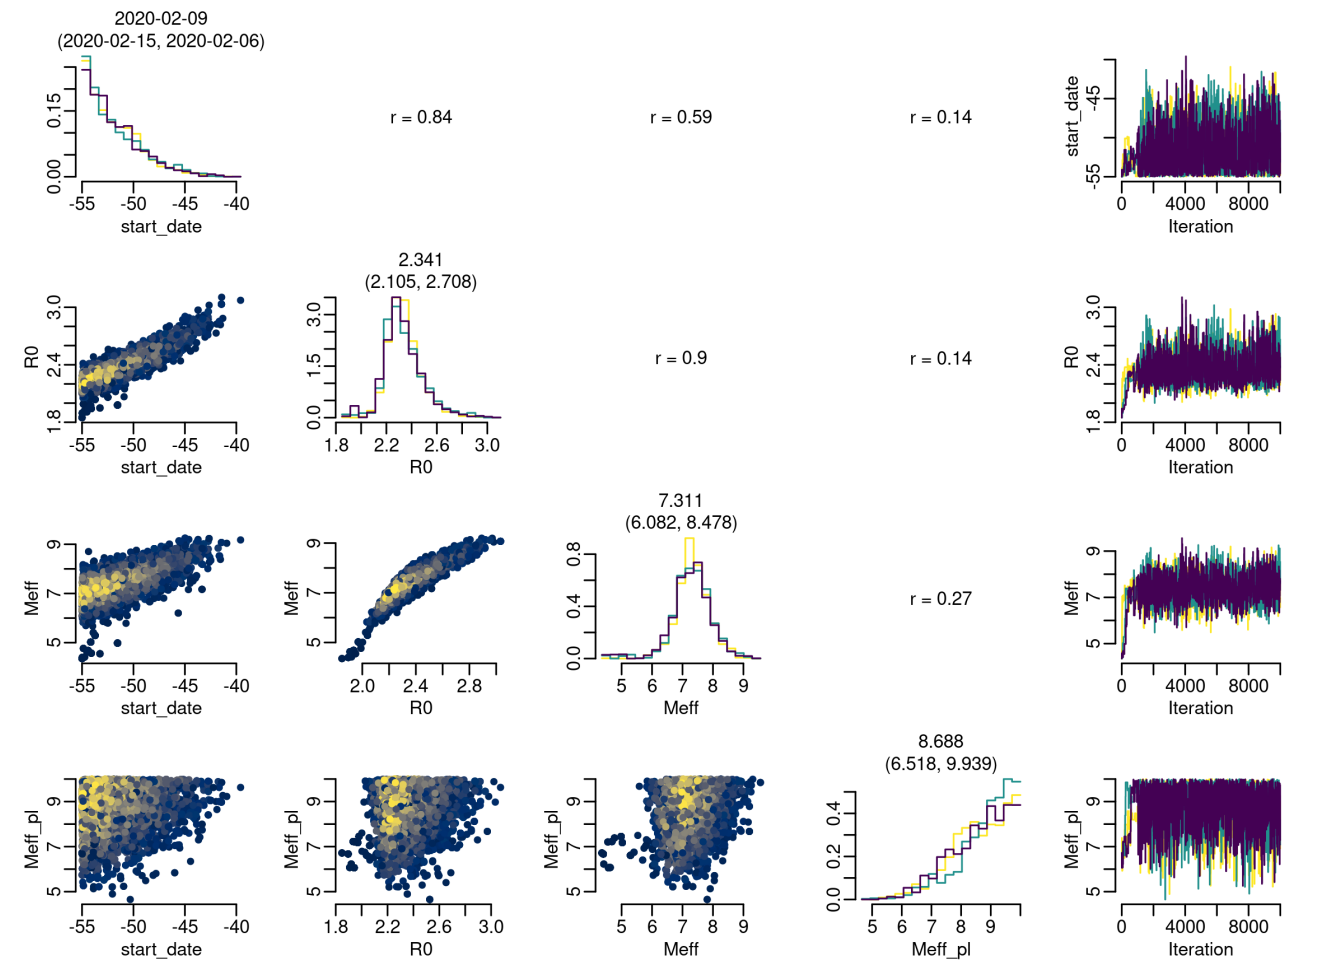 2020-02-09
(2020-02-15, 2020-02-06)
0.00 0.15
-55 -50 -45 -40
start_date
r = 0.84
r = 0.59
r = 0.14
start_date
-55 -45
0 4000 8000
Iteration
R0
1.8 2.4 3.0
-55 -50 -45 -40
start_date
2.341
(2.105, 2.708)
0.0 1.5 3.0
1.8 2.2 2.6 3.0
R0
r = 0.9
r = 0.14
R0
1.8 2.4 3.0
0 4000 8000
Iteration
Meff
5 7 9
-55 -50 -45 -40
start_date
Meff
5 7 9
2.0 2.4 2.8
R0
7.311
(6.082, 8.478)
0.0 0.4 0.8
5 6 7 8 9
Meff
r = 0.27
Meff
5 7 9
0 4000 8000
Iteration
Meff_pl
5 7 9
-55 -50 -45 -40
start_date
Meff_pl
5 7 9
1.8 2.2 2.6 3.0
R0
Meff_pl
5 7 9
5 6 7 8 9
Meff
8.688
(6.518, 9.939)
0.0 0.2 0.4
5 6 7 8 9
Meff_pl
Meff_pl
5 7 9
0 4000 8000
Iteration